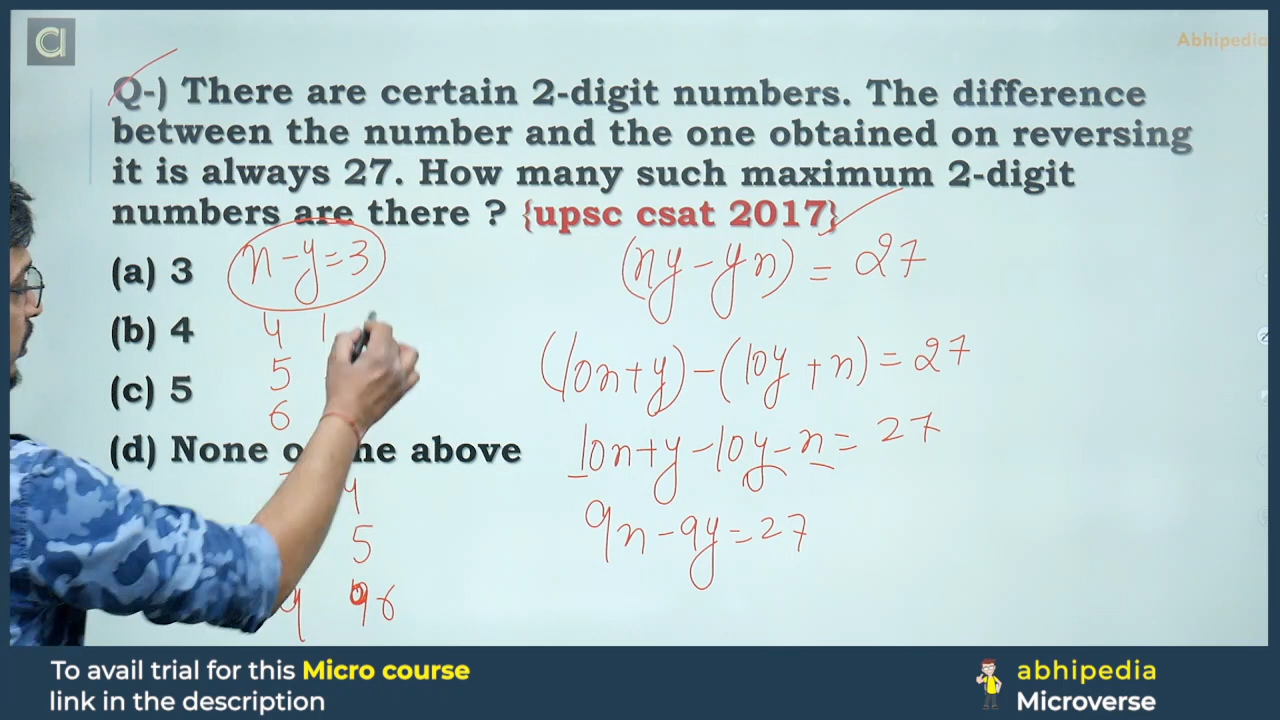 a
Abhipedia
Q-) There are certain 2-digit numbers. The difference
between the number and the one obtained on reversing
it is always 27. How many such maximum 2-digit
numbers are there ? {upsc csat 2017}
(a) 3
x-y=3
(xy-yx) = 27
(b) 4
4 1
(10x+y)-(10y+x)=27
5
(c) 5
6
10x+y-10y-x=27
(d) None o the above
4
9x-9y=27
5
9 6
To avail trial for this Micro course
link in the description
abhipedia
Microverse